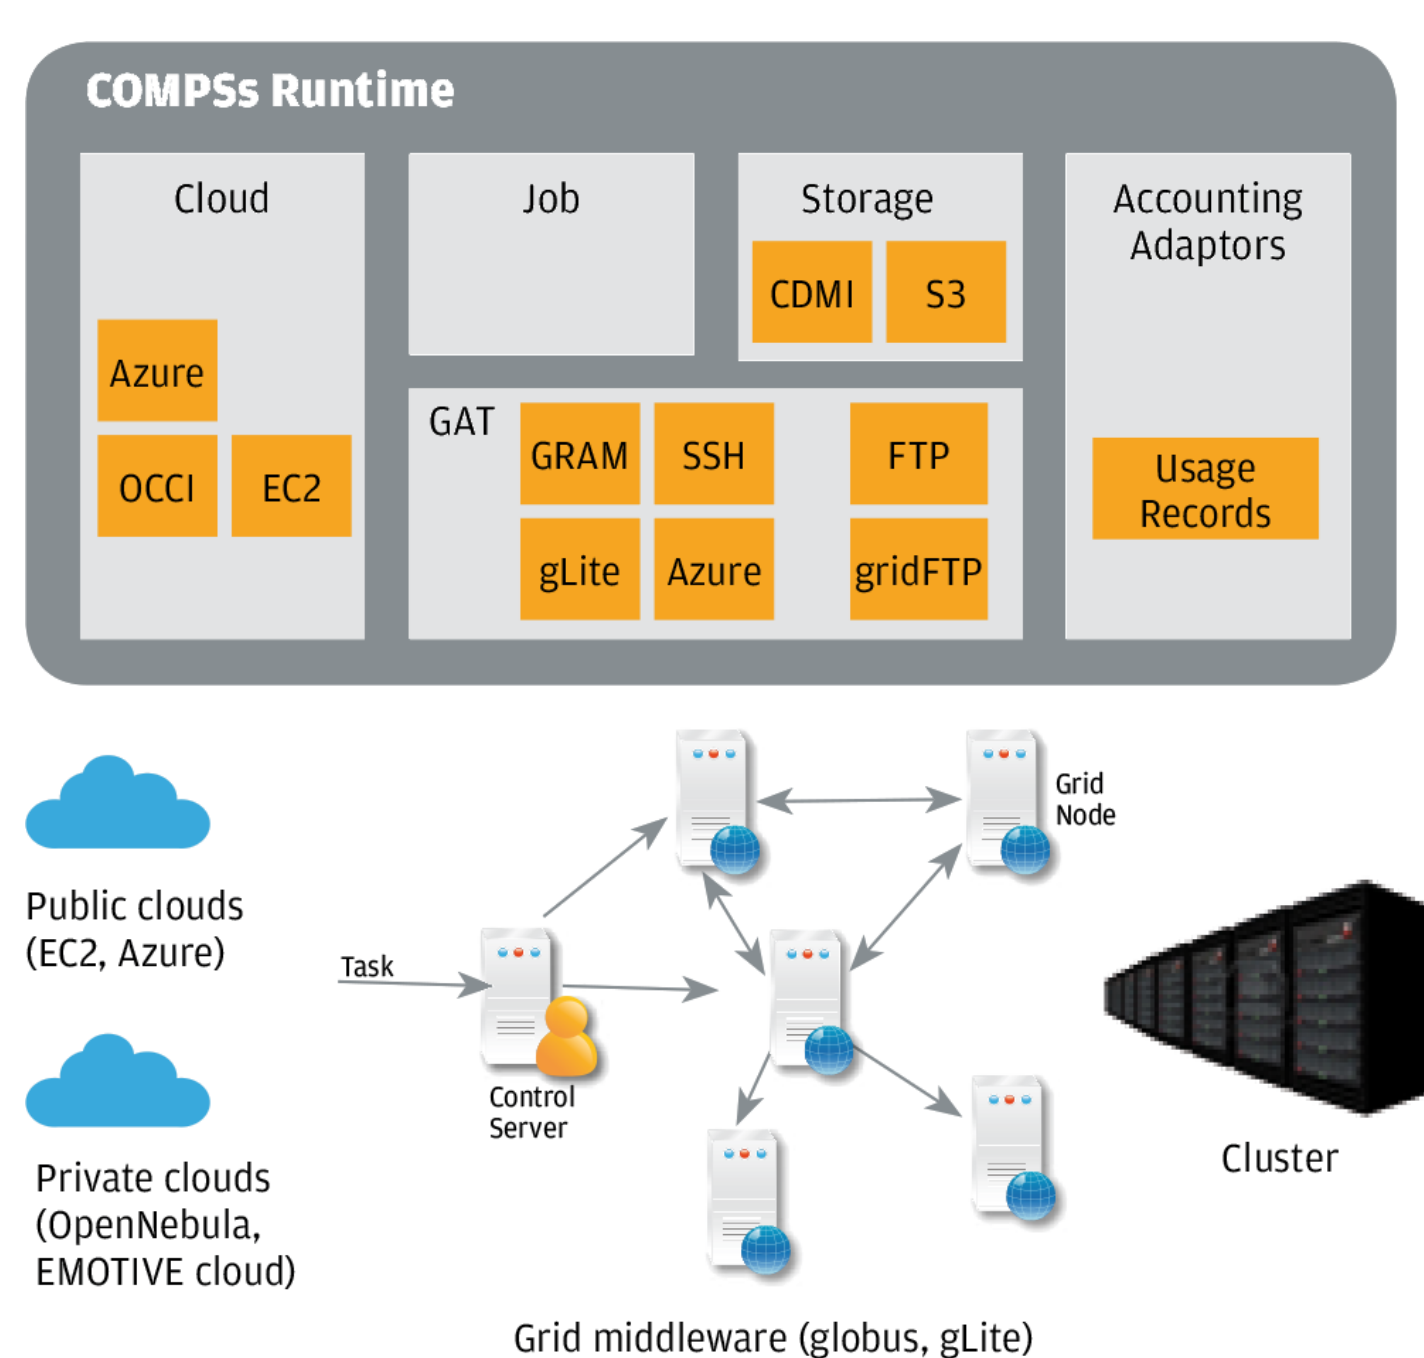 COMPSs Runtime
Cloud
Azure
OCCI
EC2
Job
Storage
CDMI
S3
GAT
GRAM
SSH
FTP
gLite
Azure
gridFTP
Accounting
Adaptors
Usage
Records
Public clouds
(EC2, Azure)
Private clouds
(OpenNebula,
EMOTIVE cloud)
Task
Control
Server
Grid
Node
Cluster
Grid middleware (globus, gLite)